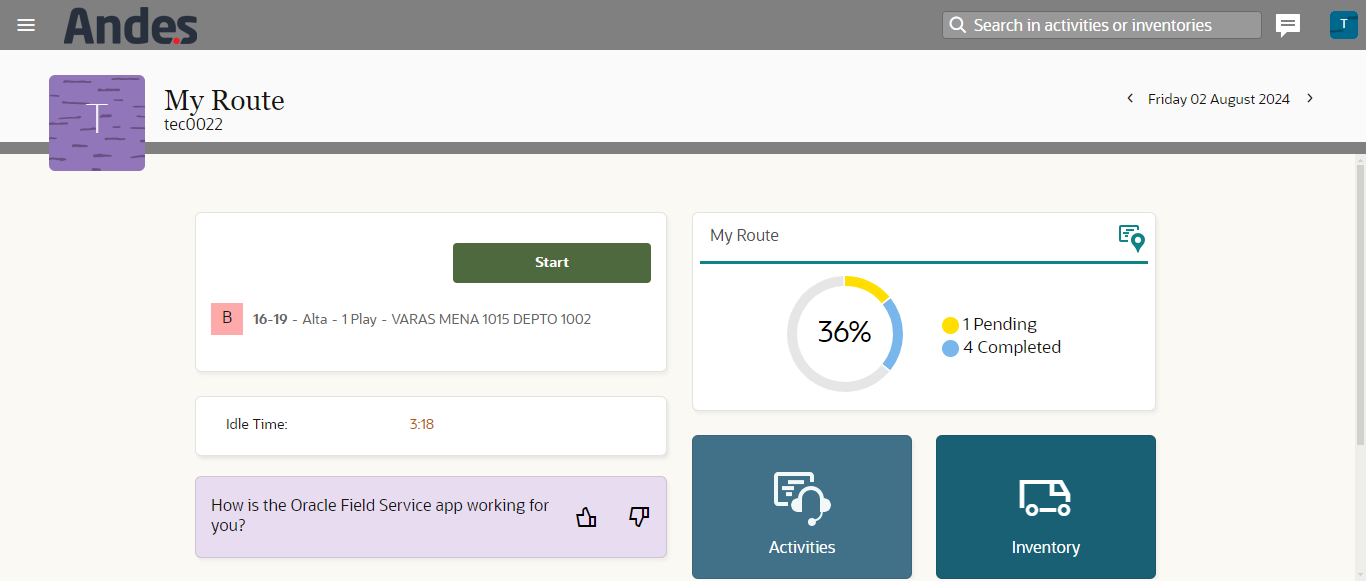 Andes
Search in activities or inventories
T
T
My Route
tec0022
Friday 02 August 2024
Start
B
16-19 - Alta - 1 Play - VARAS MENA 1015 DEPTO 1002
Idle Time:
3:18
How is the Oracle Field Service app working for
you?
My Route
36%
1 Pending
4 Completed
Activities
Inventory